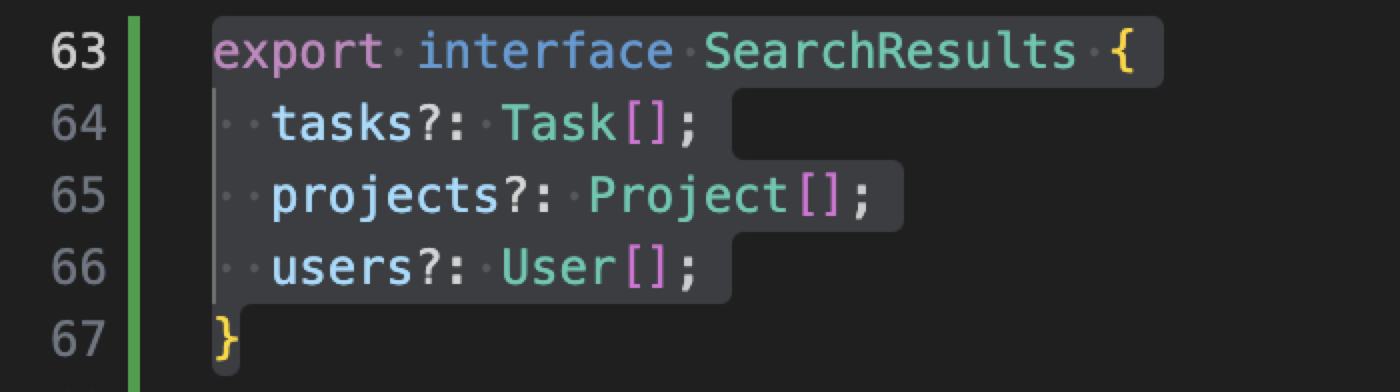 63 export interface SearchResults {
64   tasks?: Task[];
65   projects?: Project[];
66   users?: User[];
67 }